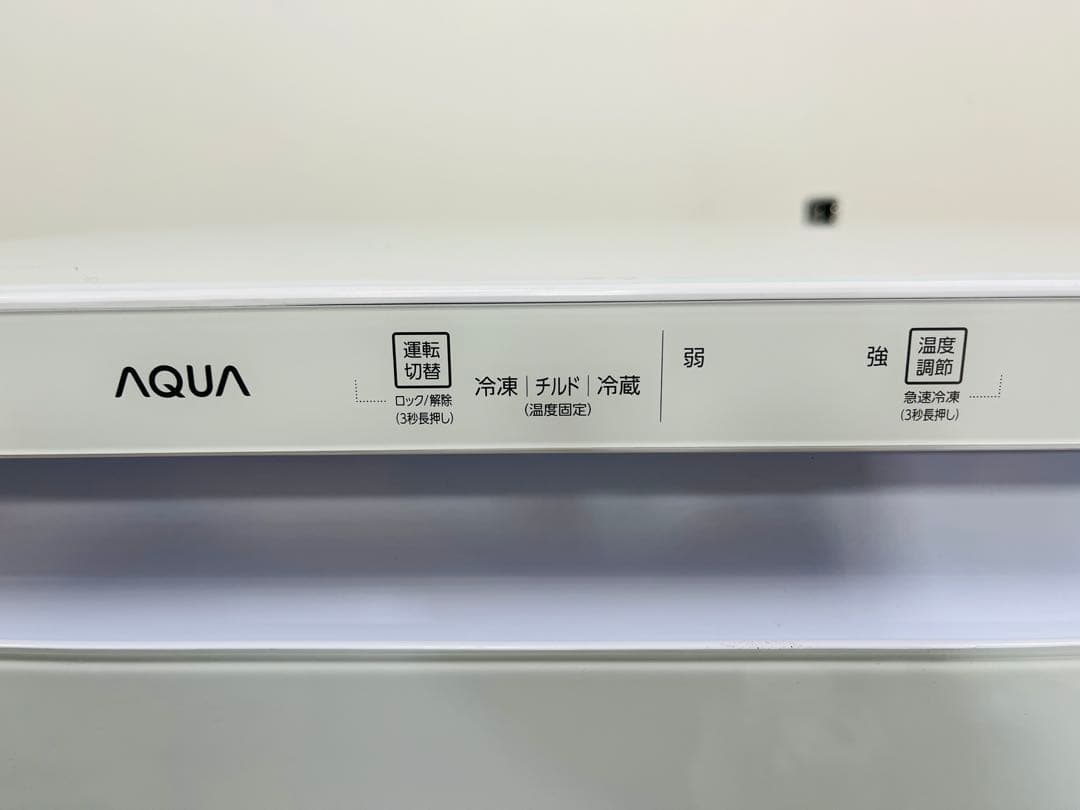 AQUA
運転
切替
ロック/解除
(3秒長押し)
冷凍|チルド|冷蔵
(温度固定)
弱
強
温度
調節
急速冷凍
(3秒長押し)